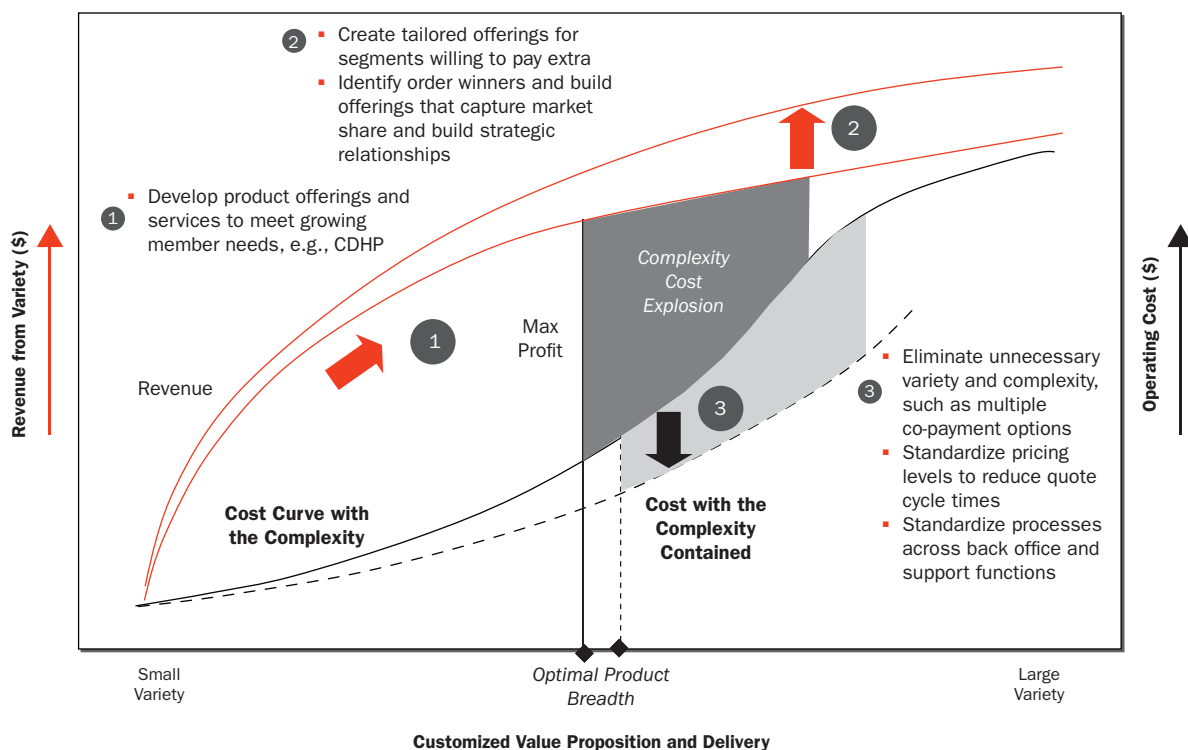 2
▪ Create tailored offerings for
segments willing to pay extra
▪ Identify order winners and build
offerings that capture market
share and build strategic
relationships
1
▪ Develop product offerings and
services to meet growing
member needs, e.g., CDHP
Revenue from Variety ($)
Revenue
1
Max
Profit
Complexity
Cost
Explosion
2
3
Operating Cost ($)
3
▪ Eliminate unnecessary
variety and complexity,
such as multiple
co-payment options
▪ Standardize pricing
levels to reduce quote
cycle times
▪ Standardize processes
across back office and
support functions
Cost Curve with
the Complexity
Cost with the
Complexity
Contained
Small
Variety
Optimal Product
Breadth
Large
Variety
Customized Value Proposition and Delivery